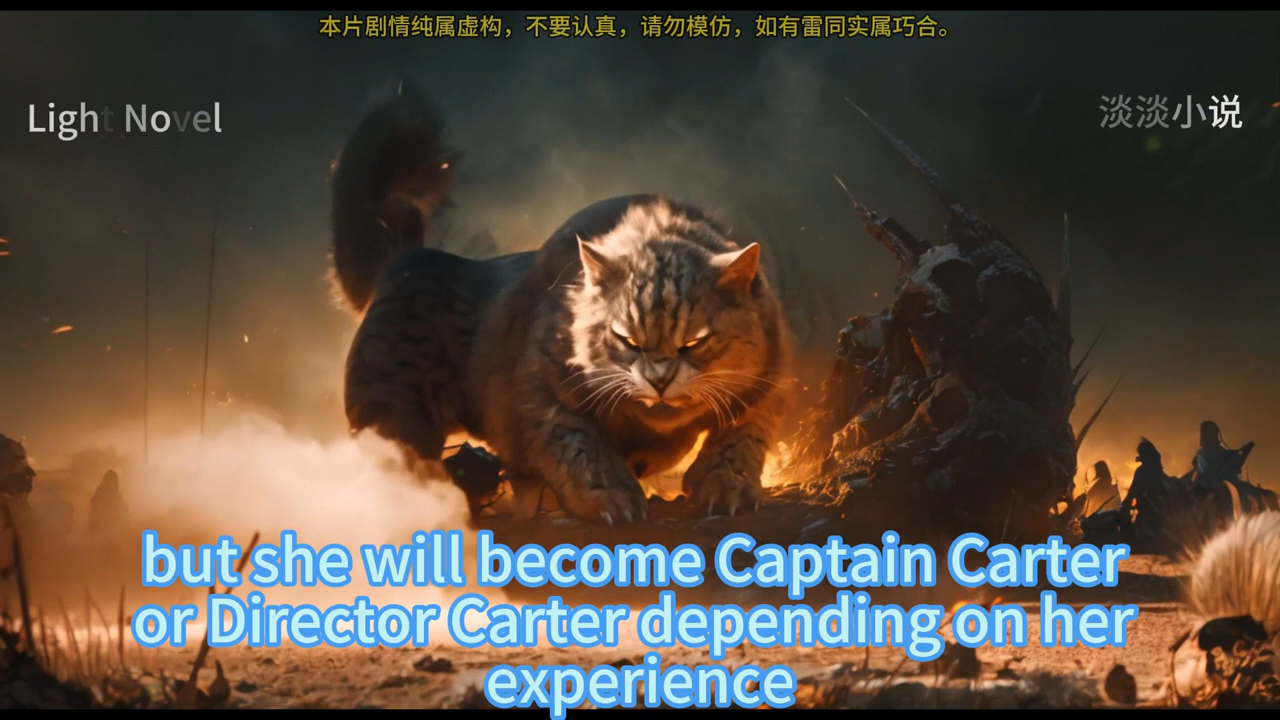 本片剧情纯属虚构，不要认真，请勿模仿，如有雷同实属巧合。
Light Novel
淡淡小说
but she will become Captain Carter
or Director Carter depending on her
experience